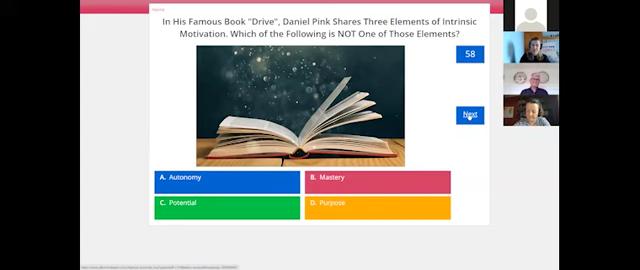 In His Famous Book "Drive", Daniel Pink Shares Three Elements of Intrinsic
Motivation. Which of the Following is NOT One of Those Elements?
58
Next
A. Autonomy
B. Mastery
C. Potential
D. Purpose